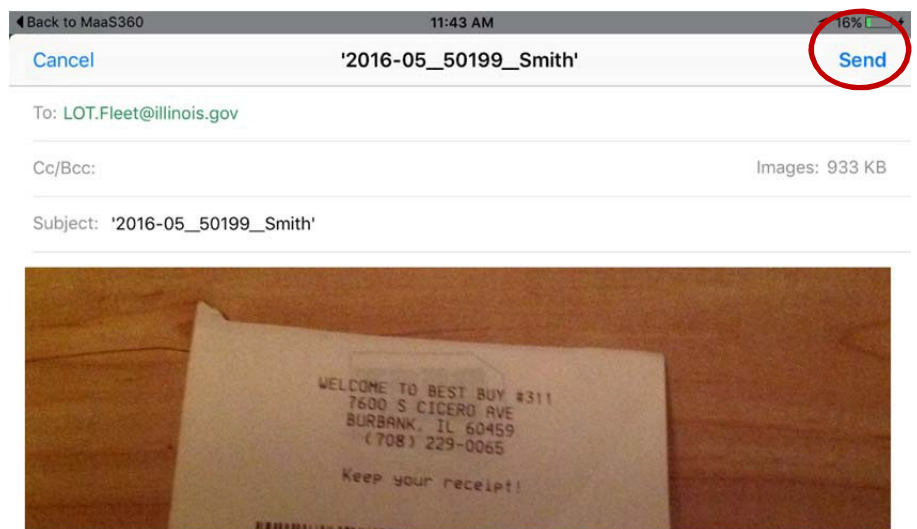 Back to MaaS360 11:43 AM 16%
Cancel '2016-05__50199__Smith' Send
To: LOT.Fleet@illinois.gov
Cc/Bcc: Images: 933 KB
Subject: '2016-05__50199__Smith'
WELCOME TO BEST BUY #311
7600 S CICERO AVE
BURBANK, IL 60459
(708) 229-0065
Keep your receipt!